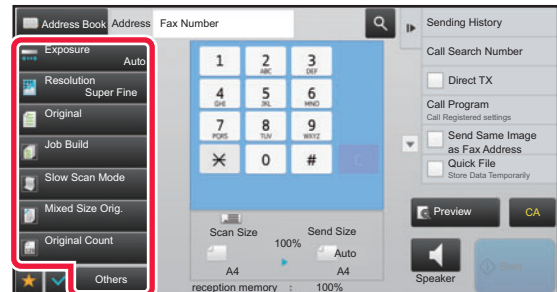 Address Book Address Fax Number
Sending History
Exposure
Auto
Call Search Number
Resolution
Super Fine
Direct TX
Original
Call Program
Call Registered settings
Job Build
Send Same Image
as Fax Address
Slow Scan Mode
Quick File
Store Data Temporarily
Mixed Size Orig.
Original Count
Others
1 2 3
ABC DEF
4 5 6
GHI JKL MNO
7 8 9
PQRS TUV WXYZ
* 0 # C
Scan Size Send Size
100%
Auto
A4 A4
reception memory : 100%
Preview CA
Speaker Start